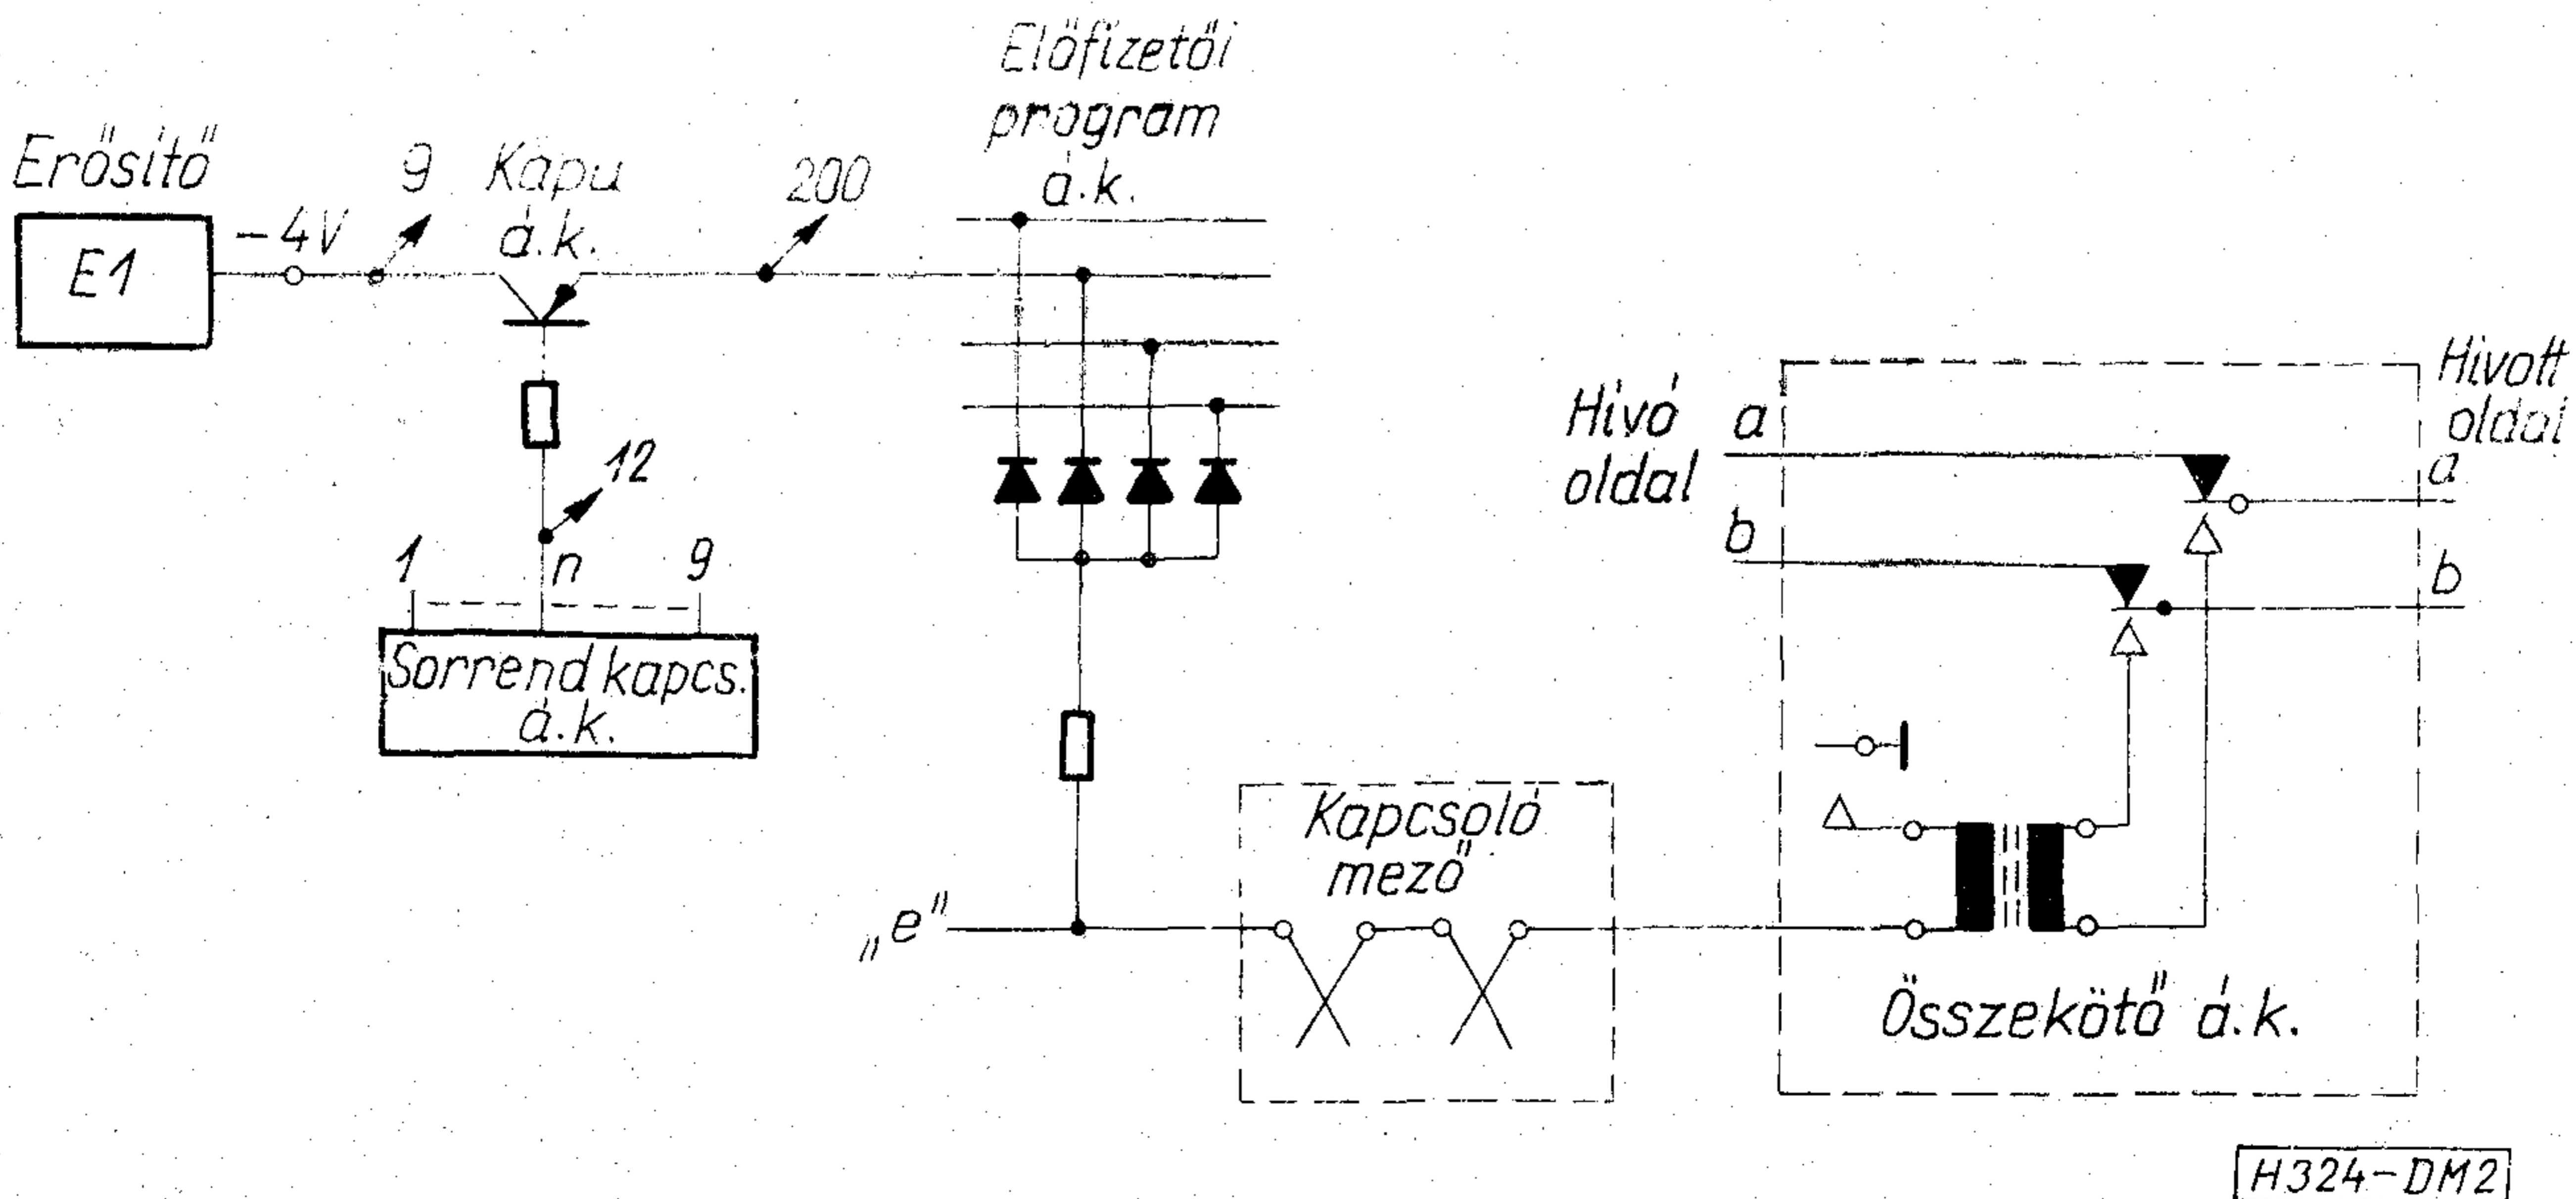 Előfizetői
program
á.k.
Erősítő
E1
-4V
9
Kapu
á.k.
200
12
1
n
9
Sorrend kapcs.
á.k.
"e"
Kapcsoló
mező
Hívó
oldal
a
b
Hivott
oldal
a
b
Összekötő á.k.
H324-DM2